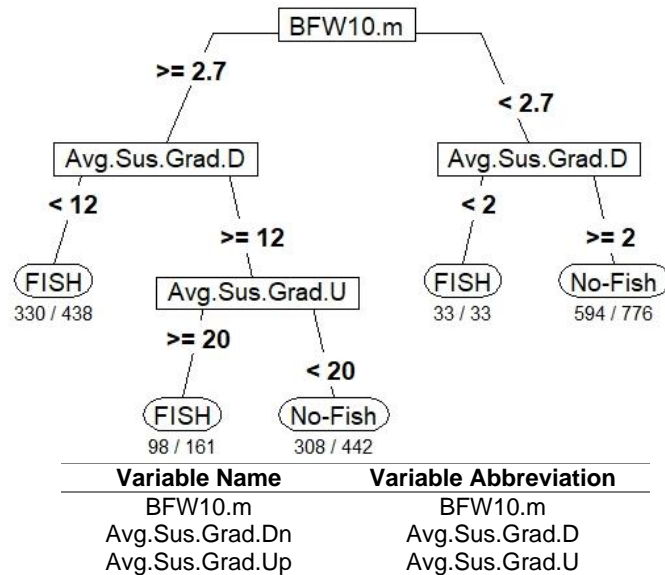 BFW10.m
>= 2.7
< 2.7
Avg.Sus.Grad.D
Avg.Sus.Grad.D
< 12
>= 12
< 2
>= 2
FISH
330 / 438
Avg.Sus.Grad.U
FISH
33 / 33
No-Fish
594 / 776
>= 20
< 20
FISH
98 / 161
No-Fish
308 / 442
Variable Name Variable Abbreviation
BFW10.m BFW10.m
Avg.Sus.Grad.Dn Avg.Sus.Grad.D
Avg.Sus.Grad.Up Avg.Sus.Grad.U